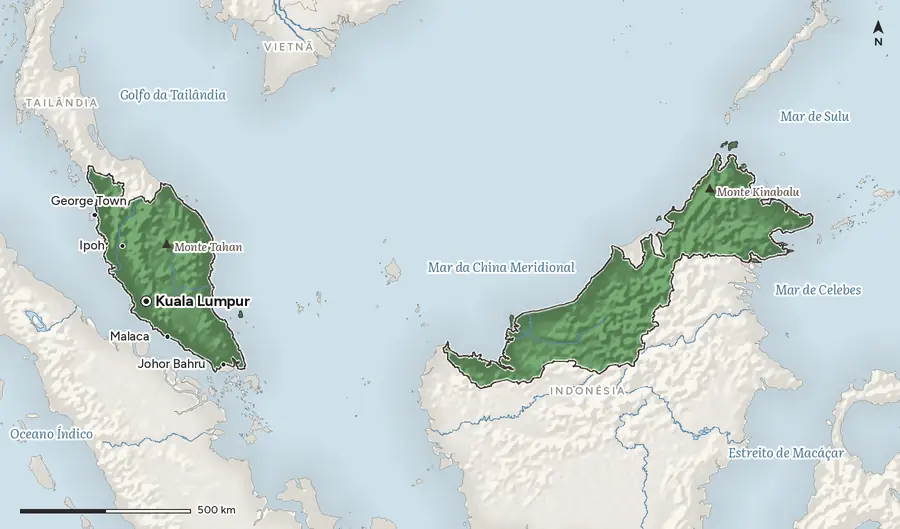 N
VIETNÃ
TAILÂNDIA
Golfo da Tailândia
Mar de Sulu
Monte Kinabalu
George Town
Ipoh
Monte Tahan
Mar da China Meridional
Mar de Celebes
Kuala Lumpur
Malaca
Johor Bahru
INDONÉSIA
Oceano Índico
Estreito de Macáçar
500 km